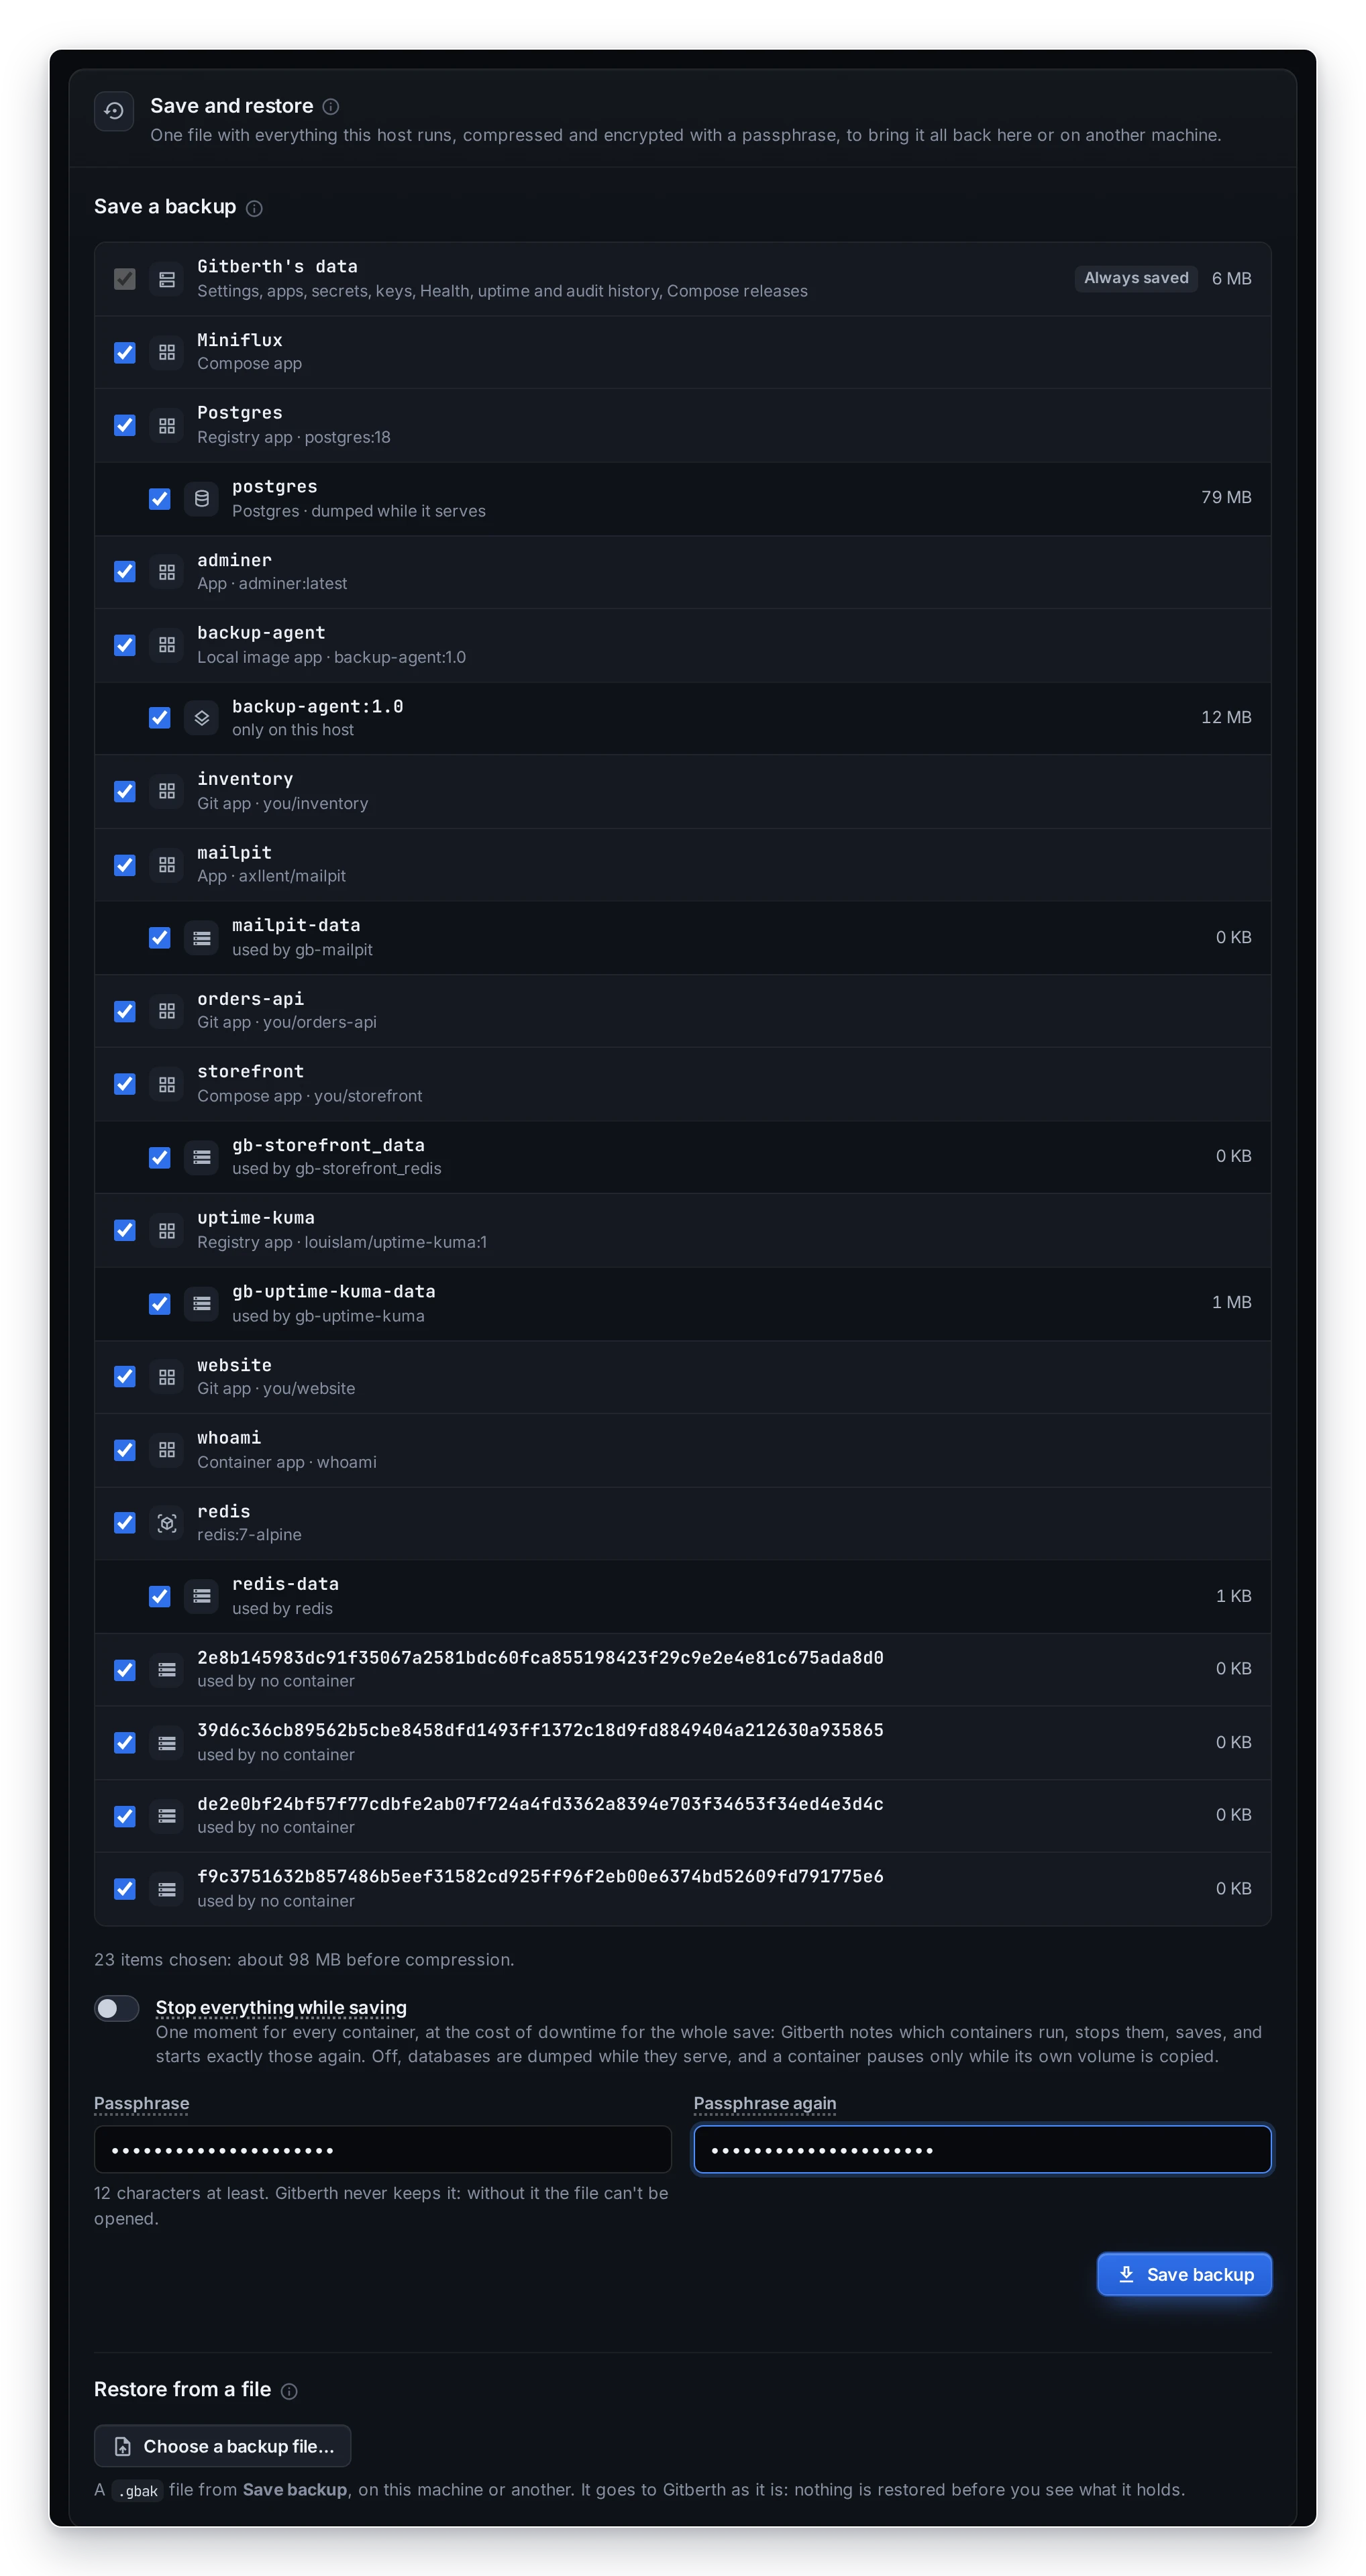 Save and restore
One file with everything this host runs, compressed and encrypted with a passphrase, to bring it all back here or on another machine.
Save a backup
Gitberth's data
Settings, apps, secrets, keys, Health, uptime and audit history, Compose releases
Always saved 6 MB
Miniflux
Compose app
Postgres
Registry app · postgres:18
postgres
Postgres · dumped while it serves
79 MB
adminer
App · adminer:latest
backup-agent
Local image app · backup-agent:1.0
backup-agent:1.0
only on this host
12 MB
inventory
Git app · you/inventory
mailpit
App · axllent/mailpit
mailpit-data
used by gb-mailpit
0 KB
orders-api
Git app · you/orders-api
storefront
Compose app · you/storefront
gb-storefront_data
used by gb-storefront_redis
0 KB
uptime-kuma
Registry app · louislam/uptime-kuma:1
gb-uptime-kuma-data
used by gb-uptime-kuma
1 MB
website
Git app · you/website
whoami
Container app · whoami
redis
redis:7-alpine
redis-data
used by redis
1 KB
2e8b145983dc91f35067a2581bdc60fca855198423f29c9e2e4e81c675ada8d0
used by no container
0 KB
39d6c36cb89562b5cbe8458dfd1493ff1372c18d9fd8849404a212630a935865
used by no container
0 KB
de2e0bf24bf57f77cdbfe2ab07f724a4fd3362a8394e703f34653f34ed4e3d4c
used by no container
0 KB
f9c3751632b857486b5eef31582cd925ff96f2eb00e6374bd52609fd791775e6
used by no container
0 KB
23 items chosen: about 98 MB before compression.
Stop everything while saving
One moment for every container, at the cost of downtime for the whole save: Gitberth notes which containers run, stops them, saves, and
starts exactly those again. Off, databases are dumped while they serve, and a container pauses only while its own volume is copied.
Passphrase
Passphrase again
12 characters at least. Gitberth never keeps it: without it the file can't be
opened.
Save backup
Restore from a file
Choose a backup file...
A .gbak file from Save backup, on this machine or another. It goes to Gitberth as it is: nothing is restored before you see what it holds.